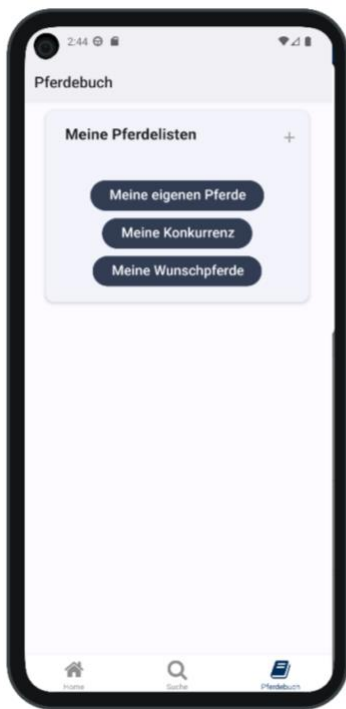 2:44
Pferdebuch
Meine Pferdelisten +
Meine eigenen Pferde
Meine Konkurrenz
Meine Wunschpferde
Home Suche Pferdebuch